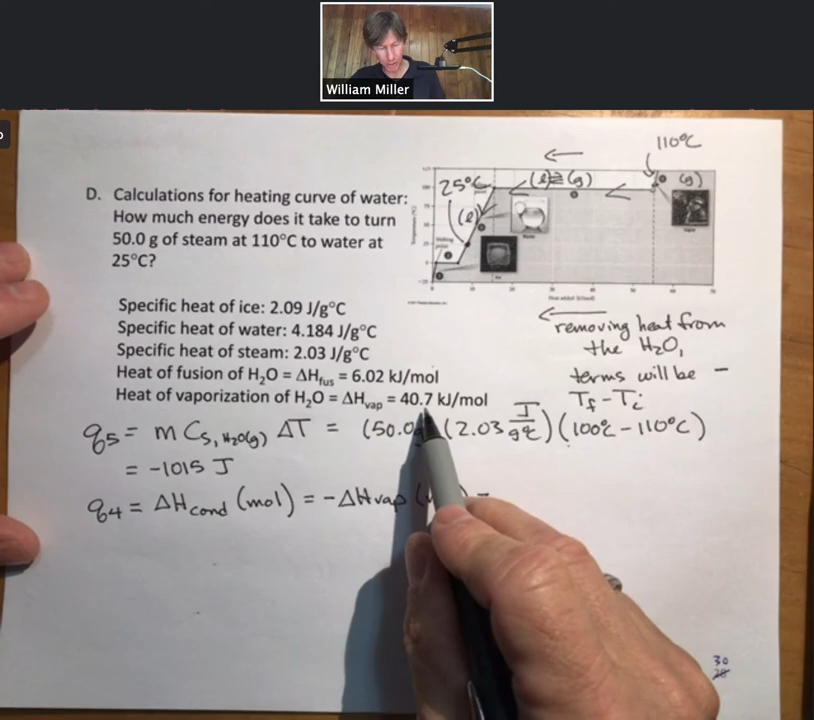 William Miller
110°C
D. Calculations for heating curve of water:
How much energy does it take to turn
50.0 g of steam at 110°C to water at
25°C?
25°C
(l)⇌(g)
(g)
(l)
Specific heat of ice: 2.09 J/g°C
Specific heat of water: 4.184 J/g°C
Specific heat of steam: 2.03 J/g°C
Heat of fusion of H₂O = ΔHfus = 6.02 kJ/mol
Heat of vaporization of H₂O = ΔHvap = 40.7 kJ/mol
removing heat from
the H₂O,
terms will be −
Tf − Ti
q5 = m Cs, H₂O(g) ΔT = (50.0 (2.03 J/g°C)(100°C − 110°C)
= −1015 J
q4 = ΔHcond (mol) = −ΔHvap (
30
28